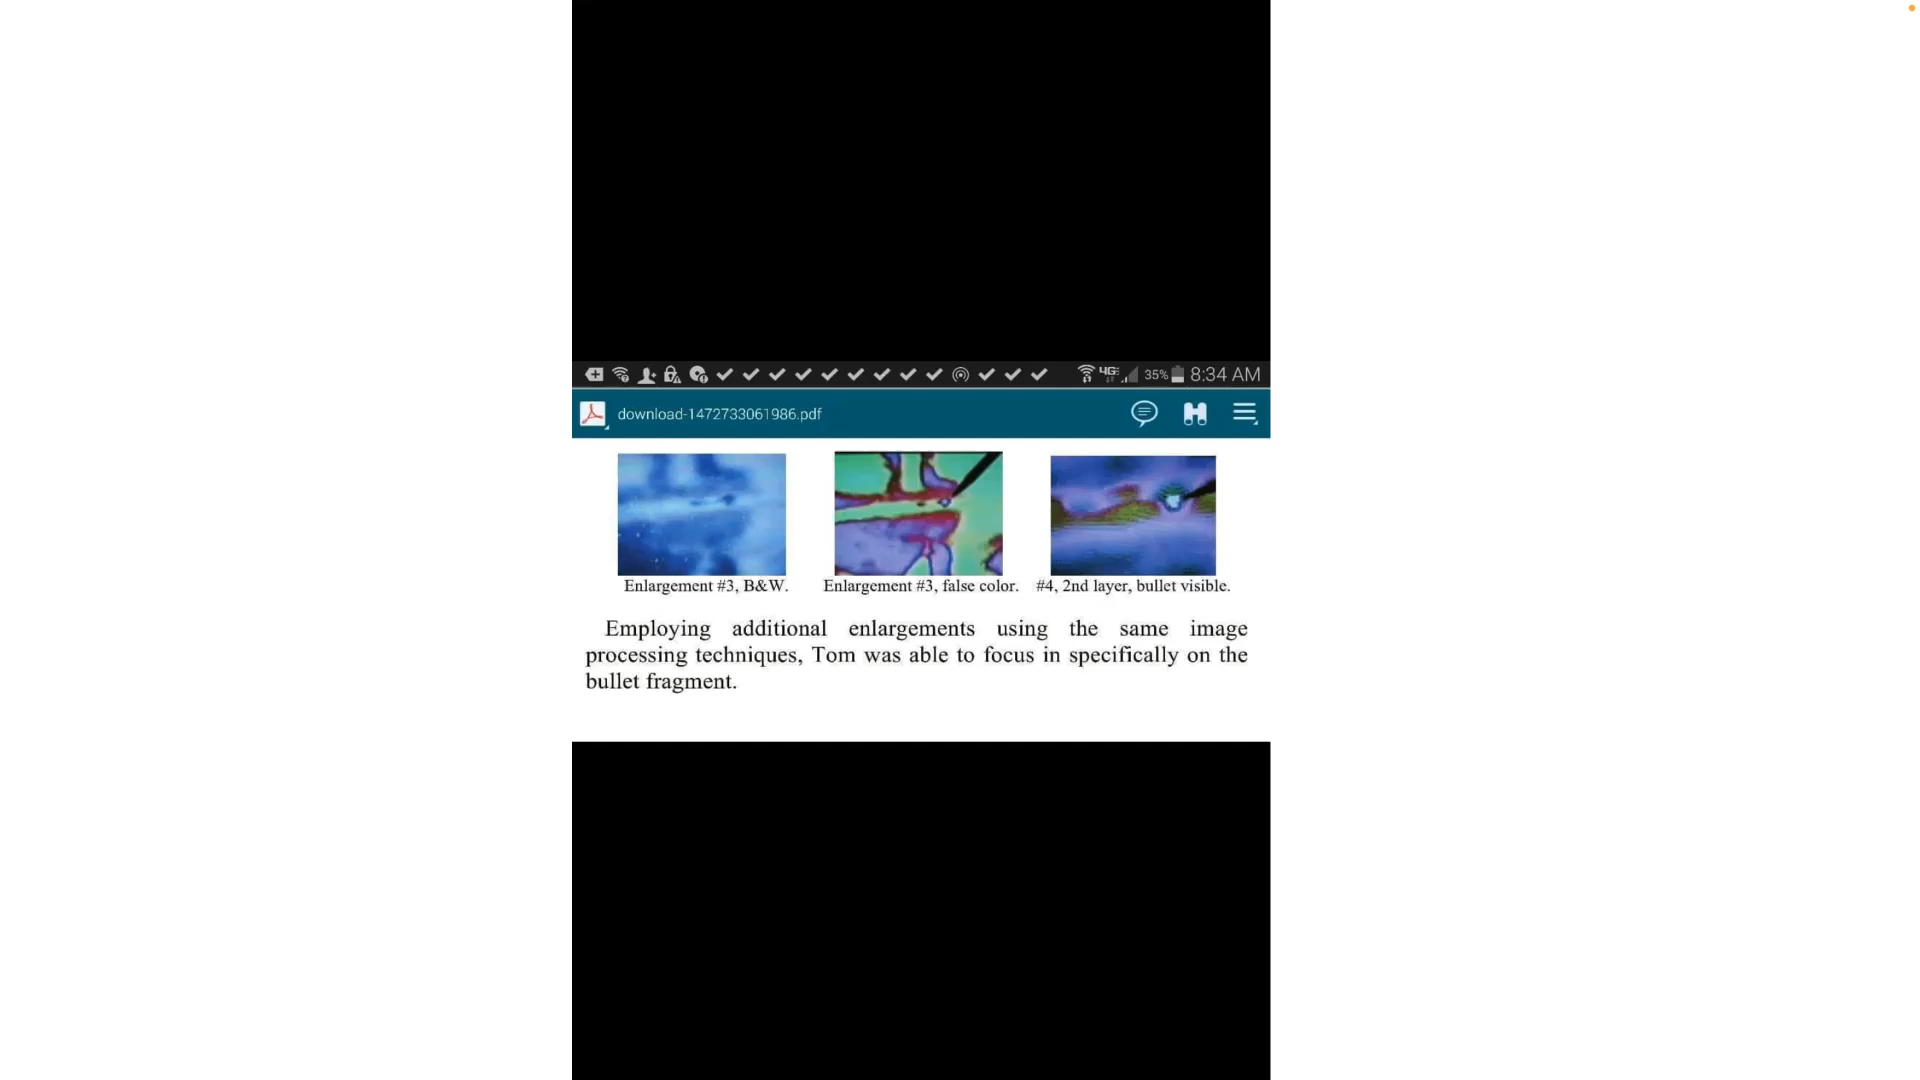 35% 8:34 AM
download-1472733061986.pdf
Enlargement #3, B&W. Enlargement #3, false color. #4, 2nd layer, bullet visible.
Employing additional enlargements using the same image
processing techniques, Tom was able to focus in specifically on the
bullet fragment.